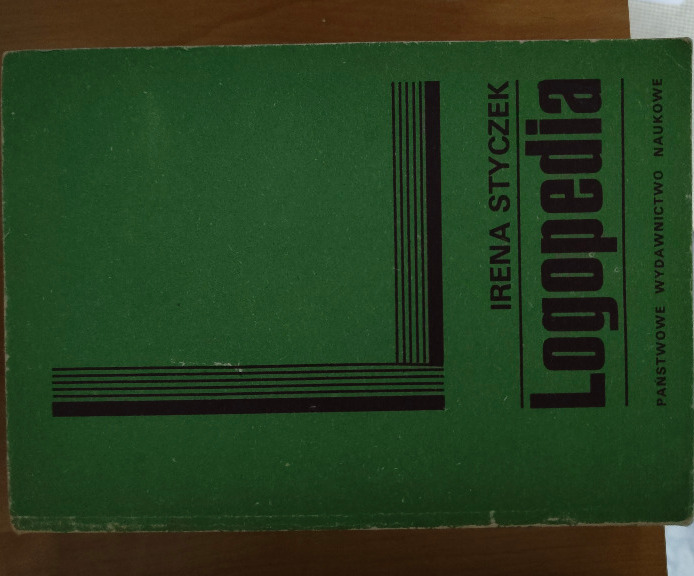 IRENA STYCZEK
Logopedia
PAŃSTWOWE WYDAWNICTWO NAUKOWE